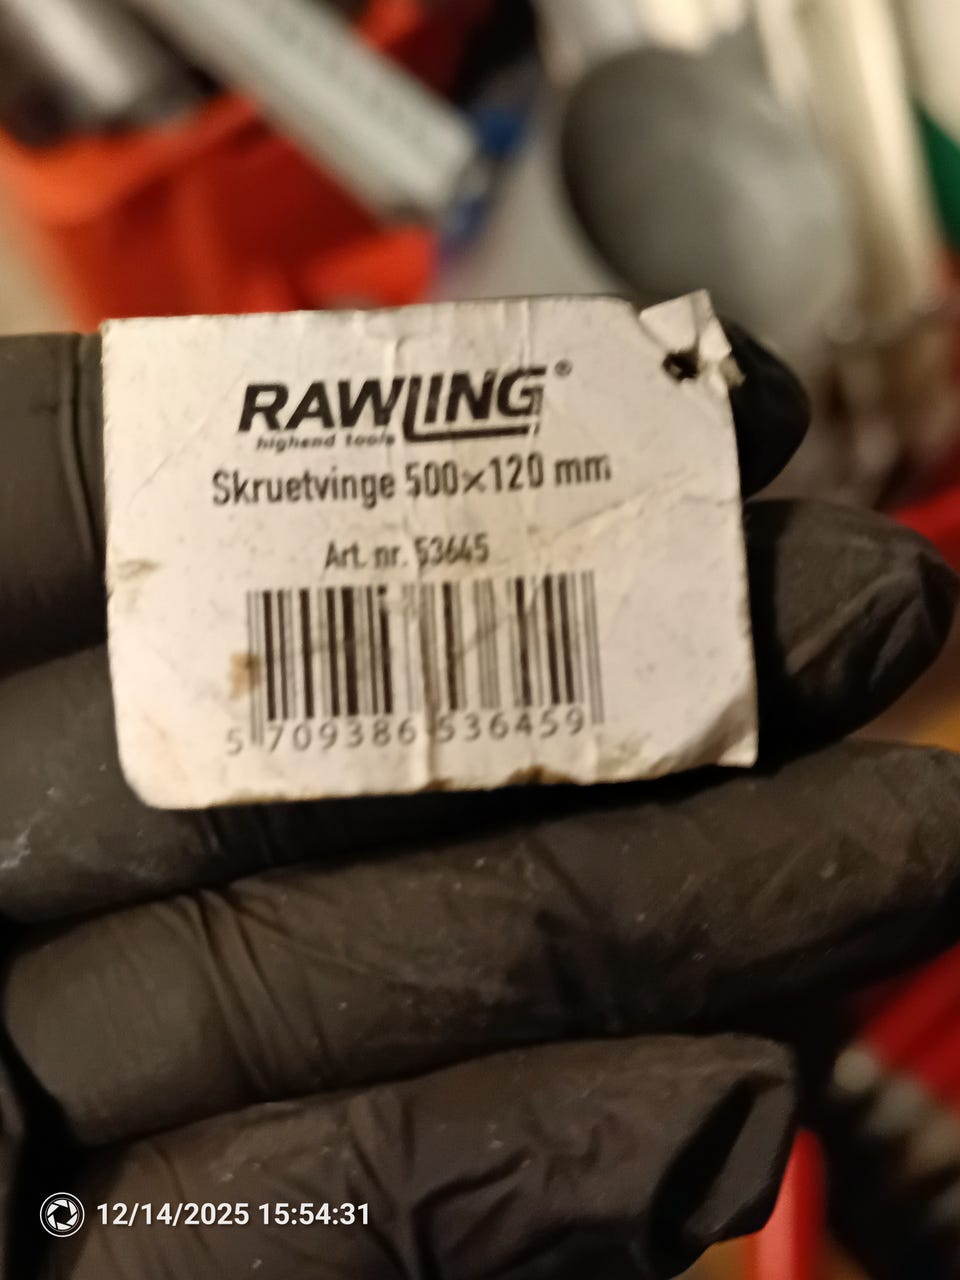 RAWLING®
highend tools
Skruetvinge 500×120 mm
Art. nr. 53645
5 709386 536459
12/14/2025 15:54:31